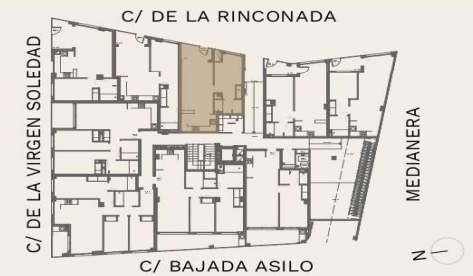 C/ DE LA RINCONADA
C/ DE LA VIRGEN SOLEDAD
MEDIANERA
C/ BAJADA ASILO
N